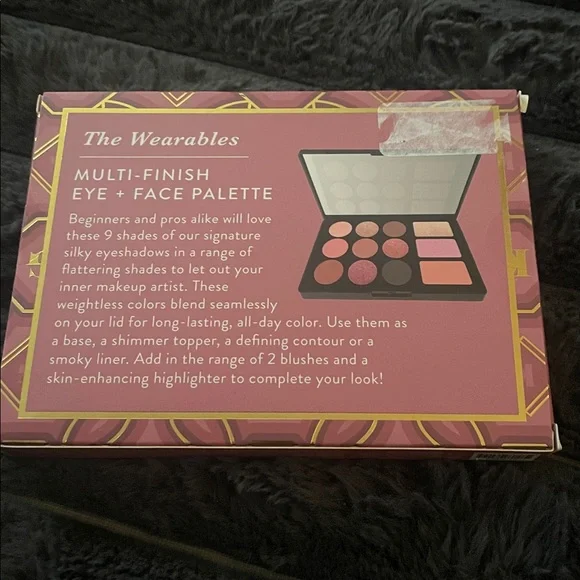 The Wearables
MULTI-FINISH
EYE + FACE PALETTE
Beginners and pros alike will love
these 9 shades of our signature
silky eyeshadows in a range of
flattering shades to let out your
inner makeup artist. These
weightless colors blend seamlessly
on your lid for long-lasting, all-day color. Use them as
a base, a shimmer topper, a defining contour or a
smoky liner. Add in the range of 2 blushes and a
skin-enhancing highlighter to complete your look!